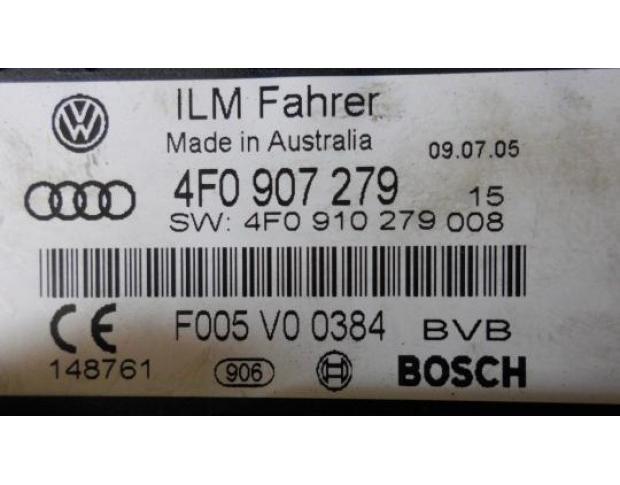 ILM Fahrer
Made in Australia 09.07.05
4F0 907 279 15
SW: 4F0 910 279 008
CE F005 V0 0384 BVB
148761 906 BOSCH